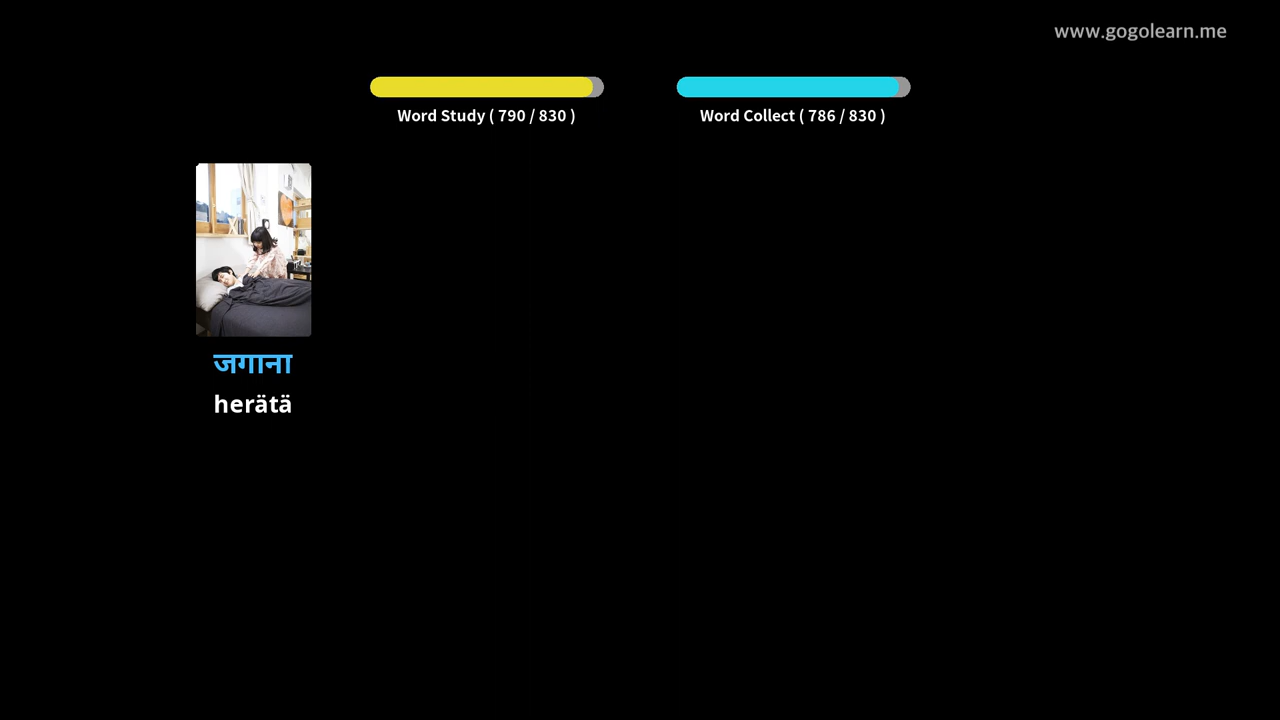 www.gogolearn.me
Word Study ( 790 / 830 )
Word Collect ( 786 / 830 )
जगाना
herätä